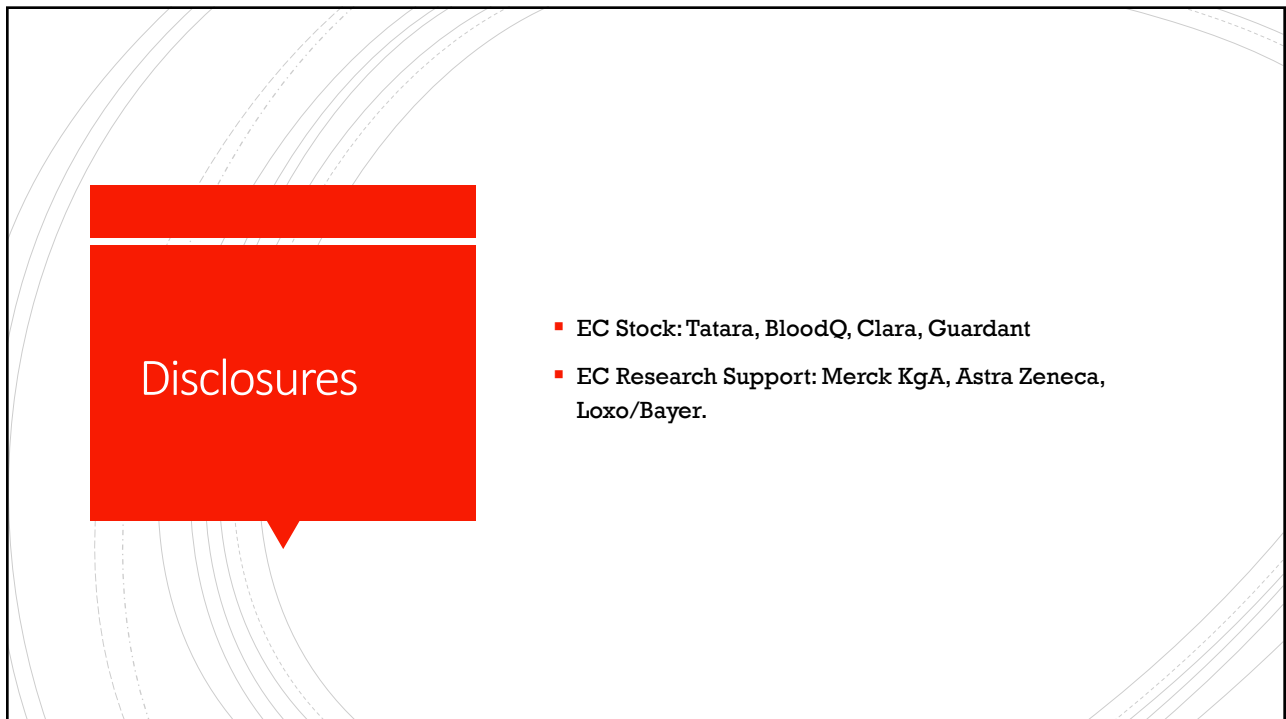 Disclosures
▪ EC Stock: Tatara, BloodQ, Clara, Guardant
▪ EC Research Support: Merck KgA, Astra Zeneca,
Loxo/Bayer.